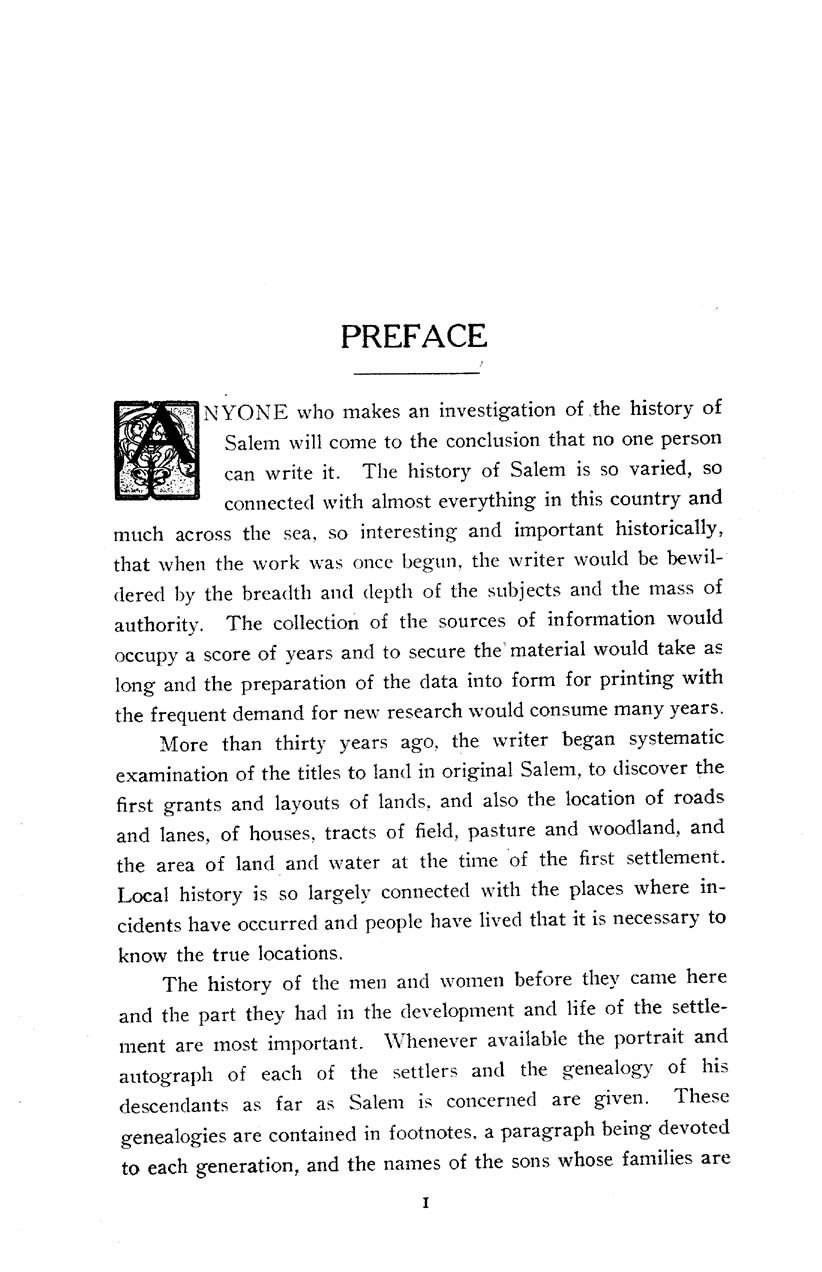 PREFACE
ANYONE who makes an investigation of the history of
Salem will come to the conclusion that no one person
can write it. The history of Salem is so varied, so
connected with almost everything in this country and
much across the sea, so interesting and important historically,
that when the work was once begun, the writer would be bewil-
dered by the breadth and depth of the subjects and the mass of
authority. The collection of the sources of information would
occupy a score of years and to secure the material would take as
long and the preparation of the data into form for printing with
the frequent demand for new research would consume many years.
More than thirty years ago, the writer began systematic
examination of the titles to land in original Salem, to discover the
first grants and layouts of lands, and also the location of roads
and lanes, of houses, tracts of field, pasture and woodland, and
the area of land and water at the time of the first settlement.
Local history is so largely connected with the places where in-
cidents have occurred and people have lived that it is necessary to
know the true locations.
The history of the men and women before they came here
and the part they had in the development and life of the settle-
ment are most important. Whenever available the portrait and
autograph of each of the settlers and the genealogy of his
descendants as far as Salem is concerned are given. These
genealogies are contained in footnotes, a paragraph being devoted
to each generation, and the names of the sons whose families are
I